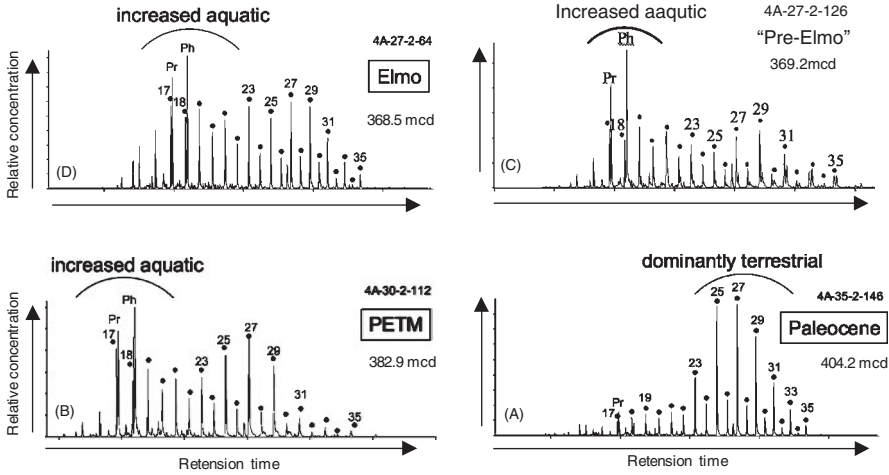 increased aquatic
4A-27-2-64
Elmo
368.5 mcd
Relative concentration
Pr
Ph
17
18
23
25
27
29
31
35
(D)
Increased aaqutic
4A-27-2-126
“Pre-Elmo”
369.2mcd
Ph
Pr
18
23
25
27
29
31
35
(C)
increased aquatic
4A-30-2-112
PETM
382.9 mcd
Relative concentration
Ph
Pr
17
18
23
25
27
29
31
35
(B)
Retension time
dominantly terrestrial
4A-35-2-146
Paleocene
404.2 mcd
17
Pr
19
23
25
27
29
31
33
35
(A)
Retension time